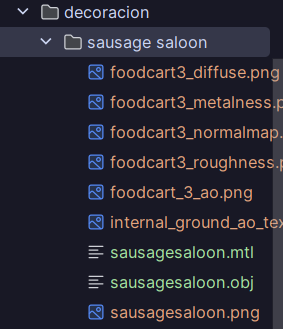 decoracion
sausage saloon
foodcart3_diffuse.png
foodcart3_metalness.p
foodcart3_normalmap.
foodcart3_roughness.p
foodcart_3_ao.png
internal_ground_ao_tex
sausagesaloon.mtl
sausagesaloon.obj
sausagesaloon.png